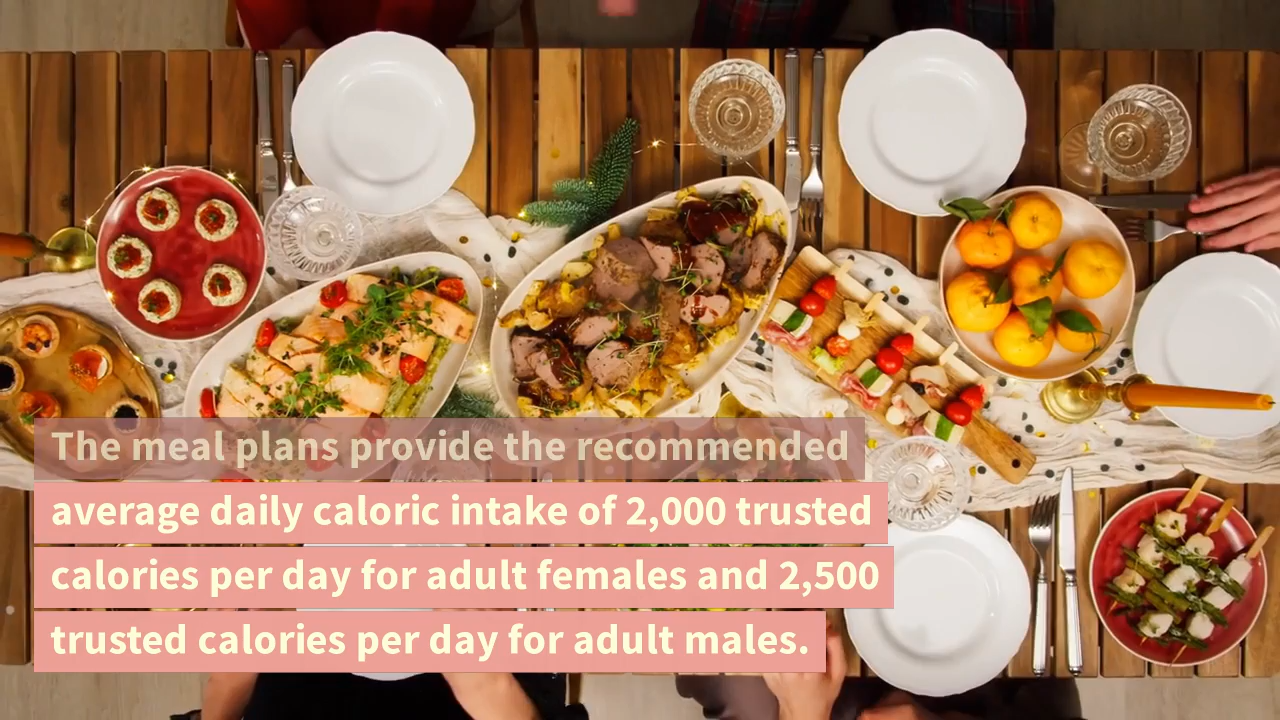 The meal plans provide the recommended
average daily caloric intake of 2,000 trusted
calories per day for adult females and 2,500
trusted calories per day for adult males.